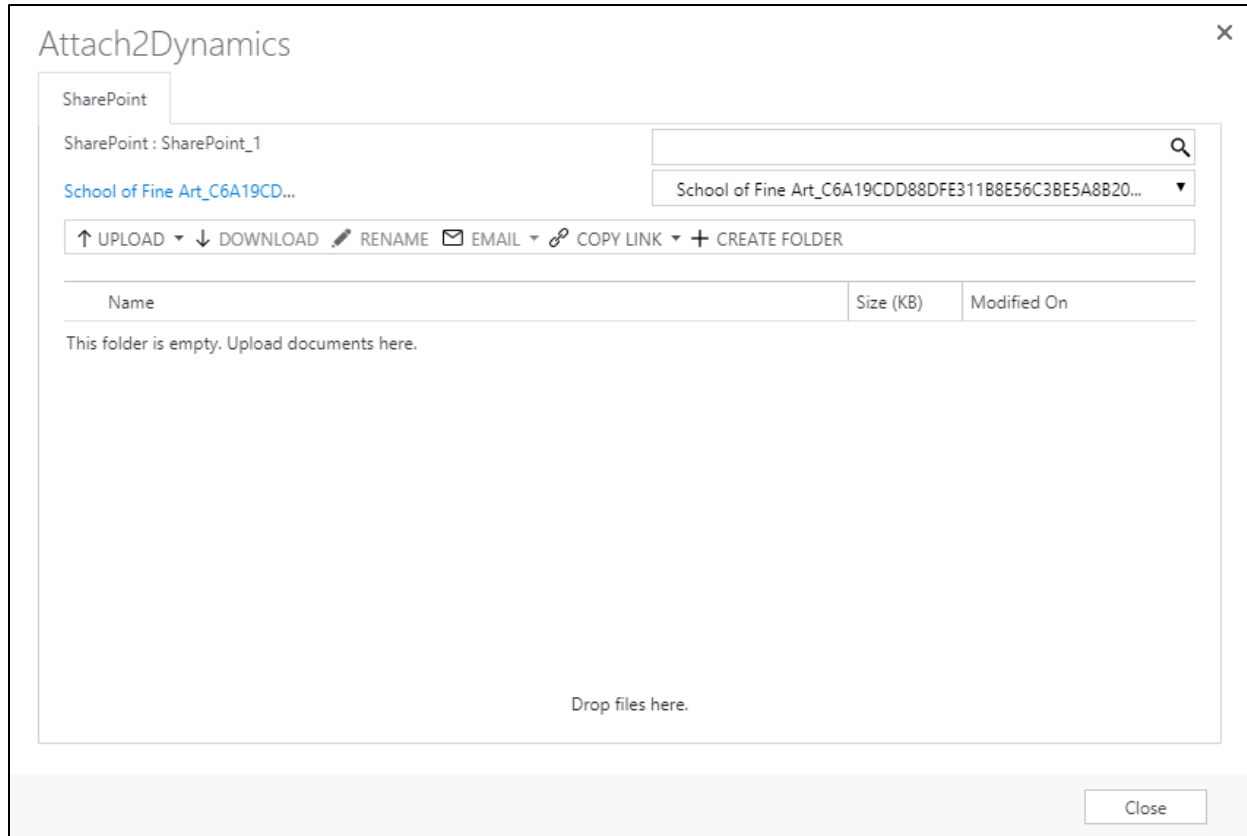 Attach2Dynamics
SharePoint
SharePoint : SharePoint_1
School of Fine Art_C6A19CD...
School of Fine Art_C6A19CDD88DFE311B8E56C3BE5A8B20...
UPLOAD DOWNLOAD RENAME EMAIL COPY LINK CREATE FOLDER
Name Size (KB) Modified On
This folder is empty. Upload documents here.
Drop files here.
Close